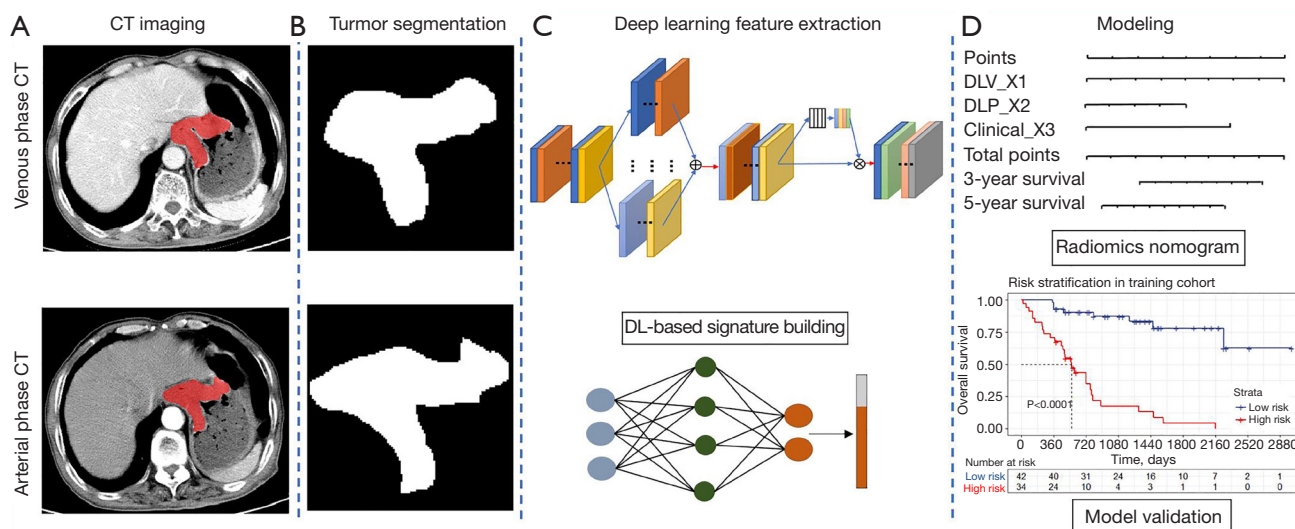 A
CT imaging
B
Turmor segmentation
C
Deep learning feature extraction
D
Modeling
Venous phase CT
Arterial phase CT
DL-based signature building
Points
DLV_X1
DLP_X2
Clinical_X3
Total points
3-year survival
5-year survival
Radiomics nomogram
Risk stratification in training cohort
Overall survival
1.00
0.75
0.50
0.25
0.00
P<0.0001
Strata
Low risk
High risk
0 360 720 1080 1440 1800 2160 2520 2880
Time, days
Number at risk
Low risk 42 40 31 24 16 10 7 2 1
High risk 34 24 10 4 3 1 1 0 0
Model validation